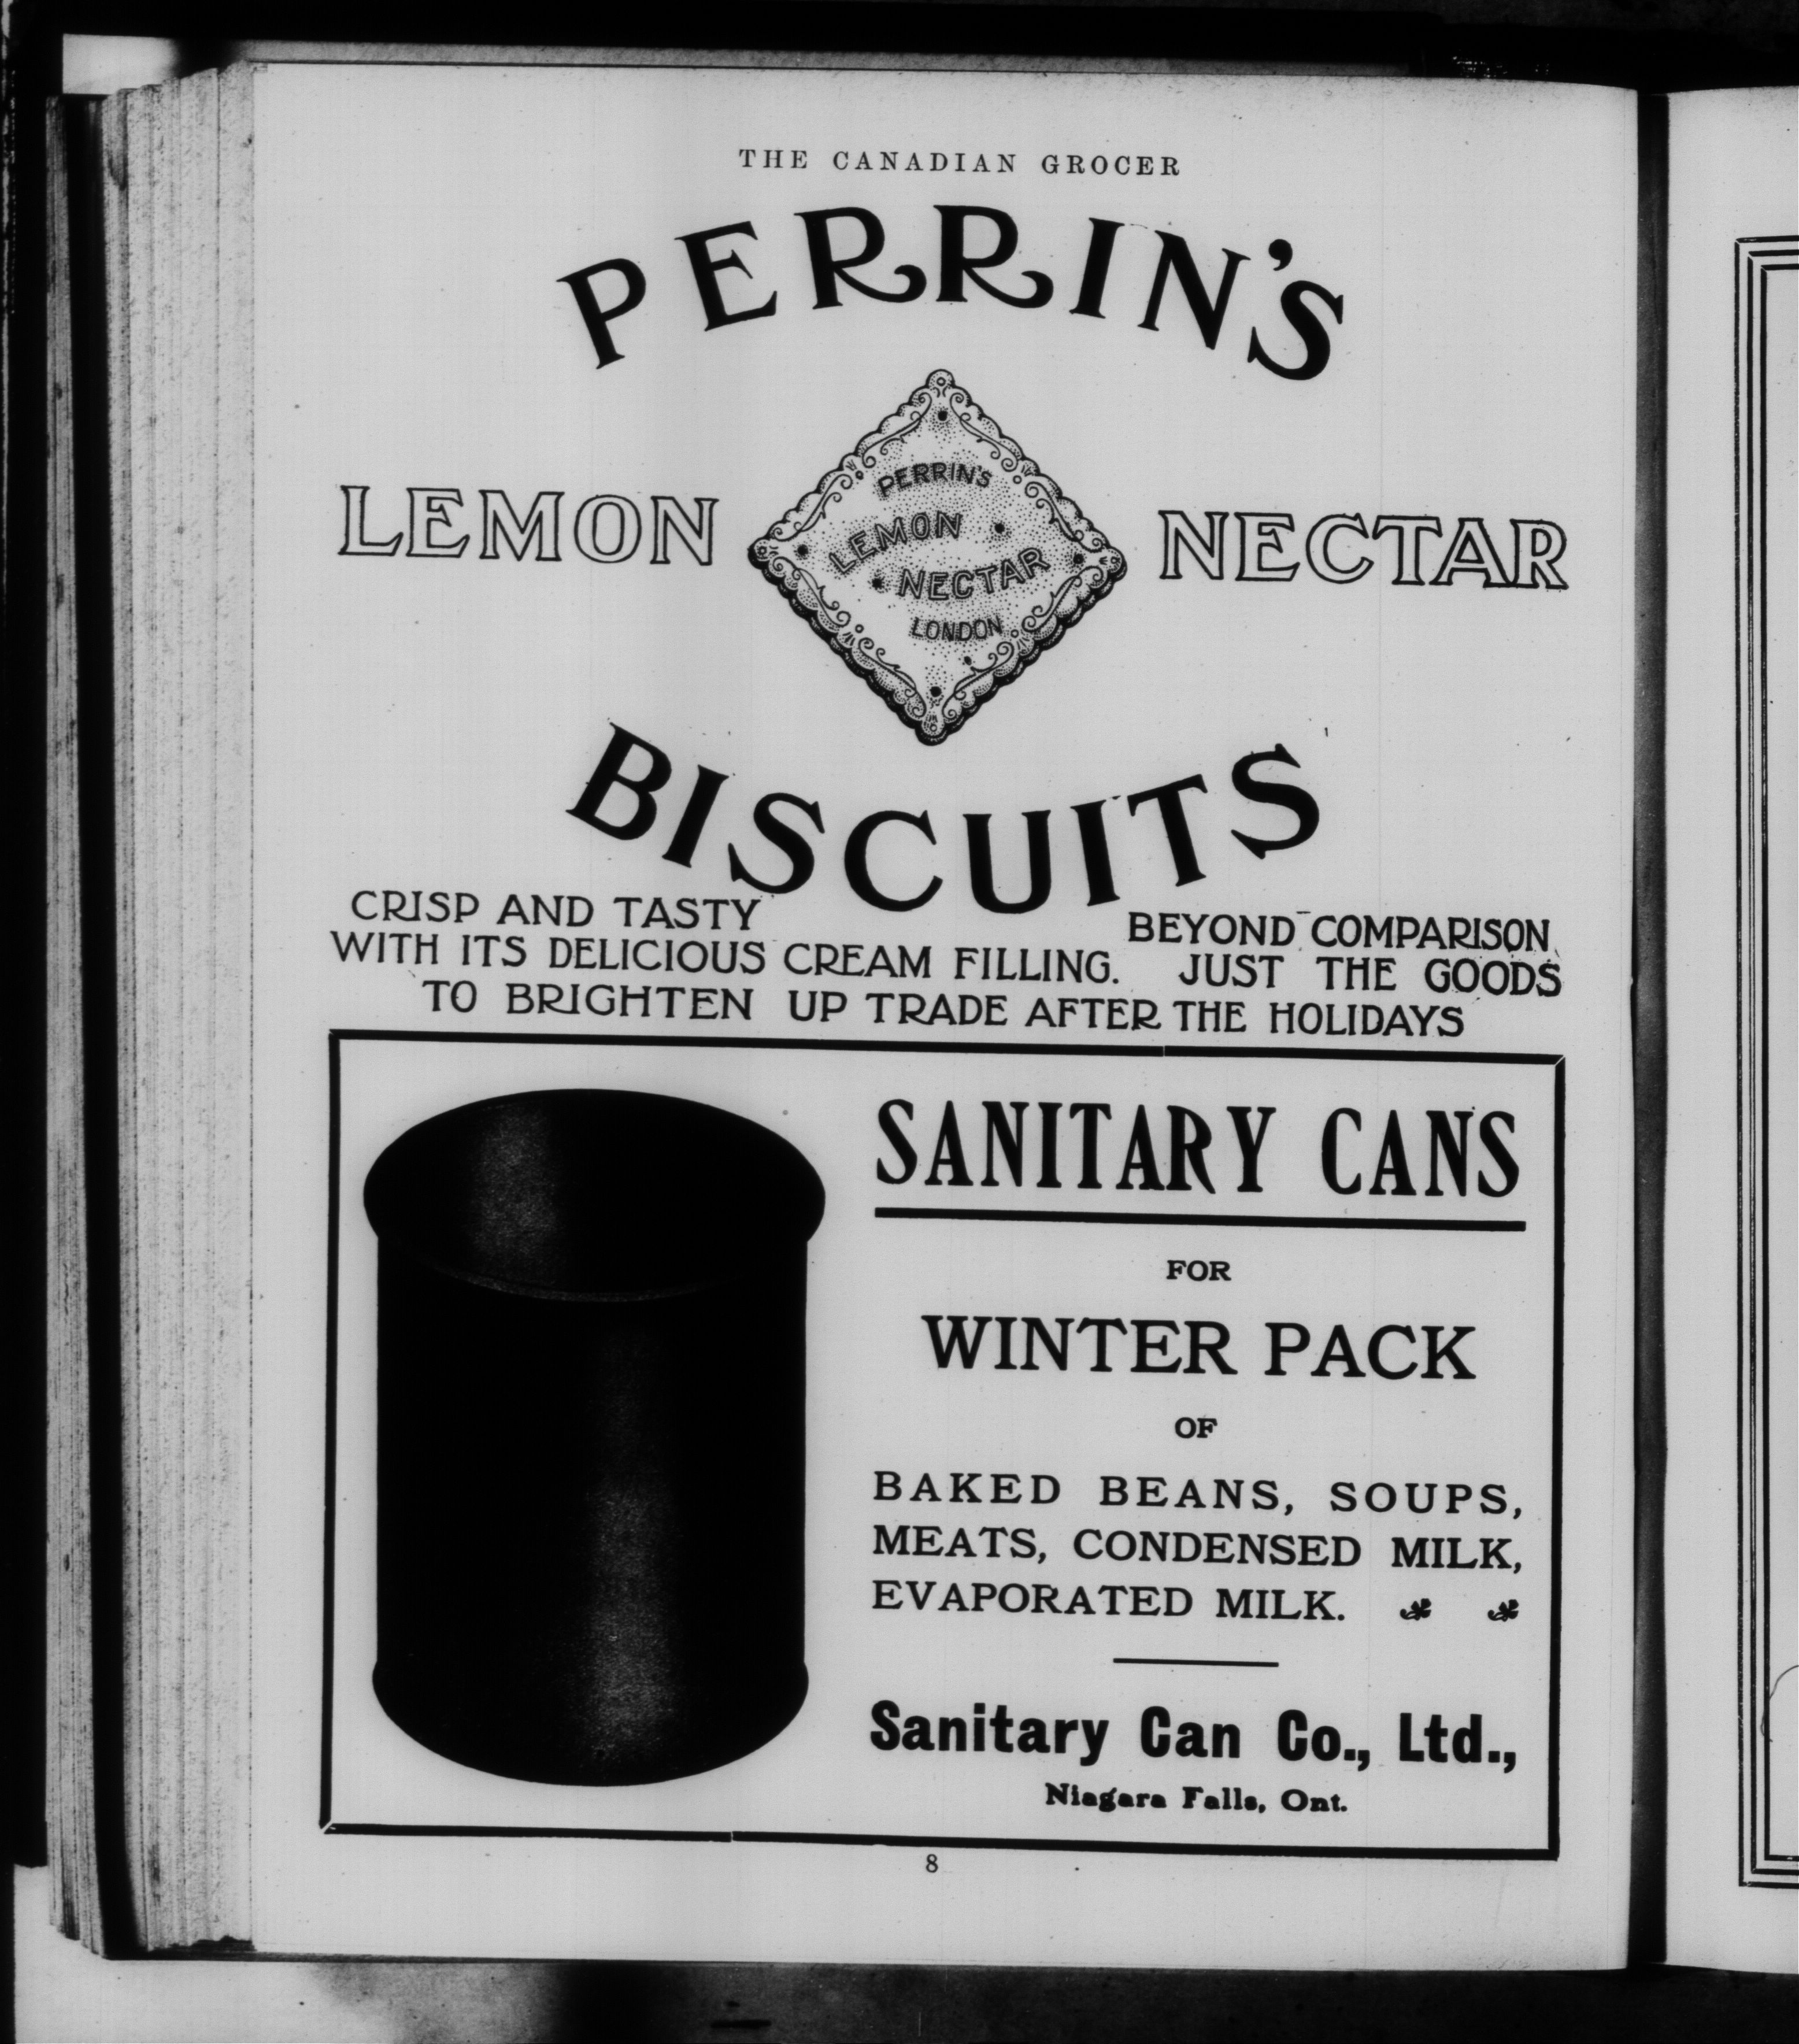 THE CANADIAN GROCER
PERRIN'S
LEMON NECTAR
PERRIN'S
LEMON
NECTAR
LONDON
BISCUITS
CRISP AND TASTY BEYOND COMPARISON
WITH ITS DELICIOUS CREAM FILLING. JUST THE GOODS
TO BRIGHTEN UP TRADE AFTER THE HOLIDAYS
SANITARY CANS
FOR
WINTER PACK
OF
BAKED BEANS, SOUPS,
MEATS, CONDENSED MILK,
EVAPORATED MILK.
Sanitary Can Co., Ltd.,
Niagara Falls, Ont.
8